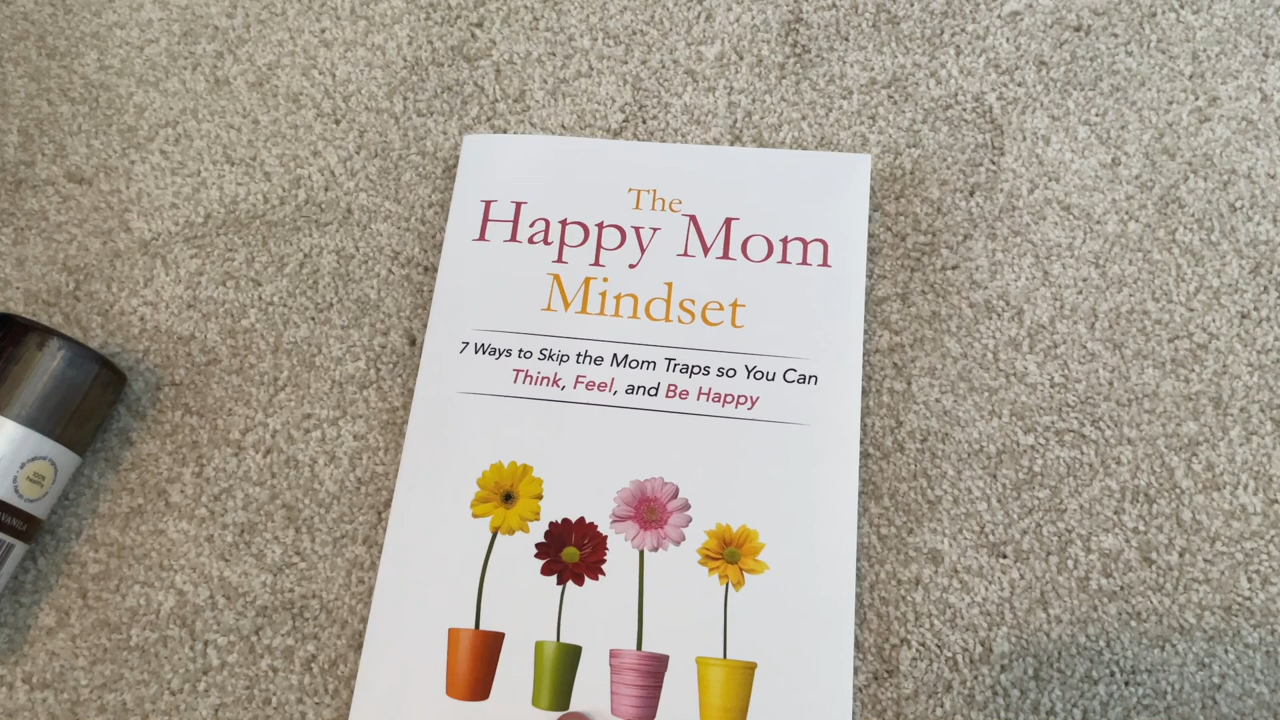 The
Happy Mom
Mindset
7 Ways to Skip the Mom Traps so You Can
Think, Feel, and Be Happy
100%